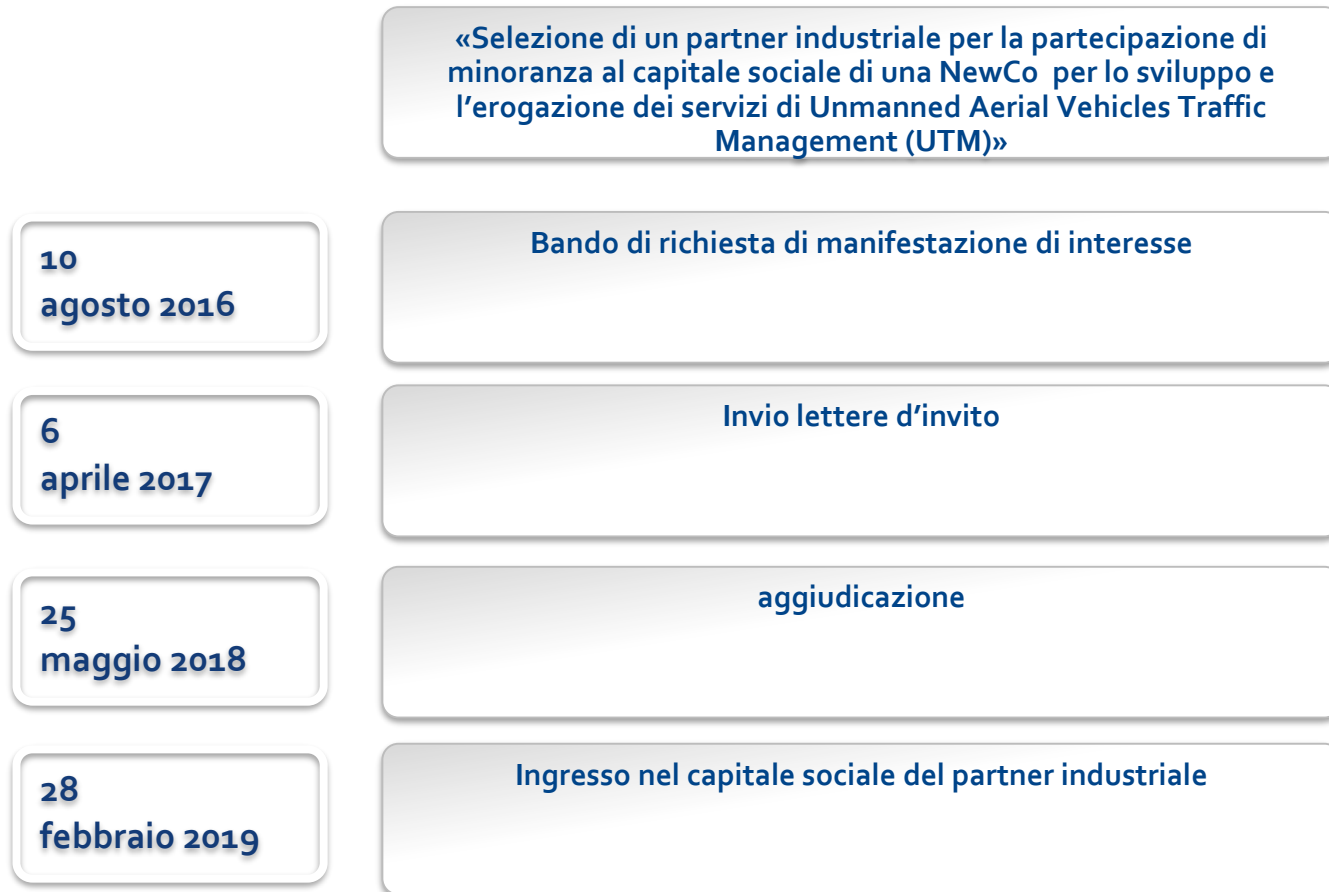 «Selezione di un partner industriale per la partecipazione di
minoranza al capitale sociale di una NewCo per lo sviluppo e
l’erogazione dei servizi di Unmanned Aerial Vehicles Traffic
Management (UTM)»
10
agosto 2016
Bando di richiesta di manifestazione di interesse
6
aprile 2017
Invio lettere d’invito
25
maggio 2018
aggiudicazione
28
febbraio 2019
Ingresso nel capitale sociale del partner industriale